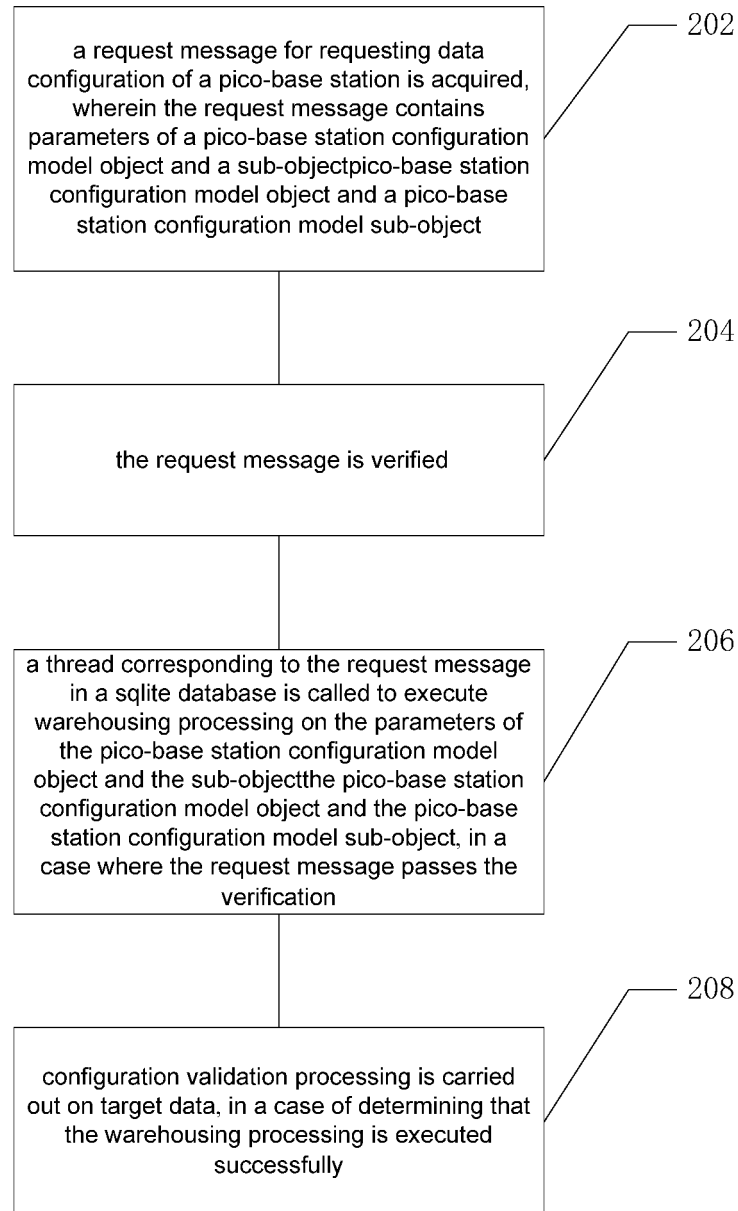 a request message for requesting data
configuration of a pico-base station is acquired,
wherein the request message contains
parameters of a pico-base station configuration
model object and a sub-objectpico-base station
configuration model object and a pico-base
station configuration model sub-object
202
the request message is verified
204
a thread corresponding to the request message
in a sqlite database is called to execute
warehousing processing on the parameters of
the pico-base station configuration model
object and the sub-objectthe pico-base station
configuration model object and the pico-base
station configuration model sub-object, in a
case where the request message passes the
verification
206
configuration validation processing is carried
out on target data, in a case of determining that
the warehousing processing is executed
successfully
208